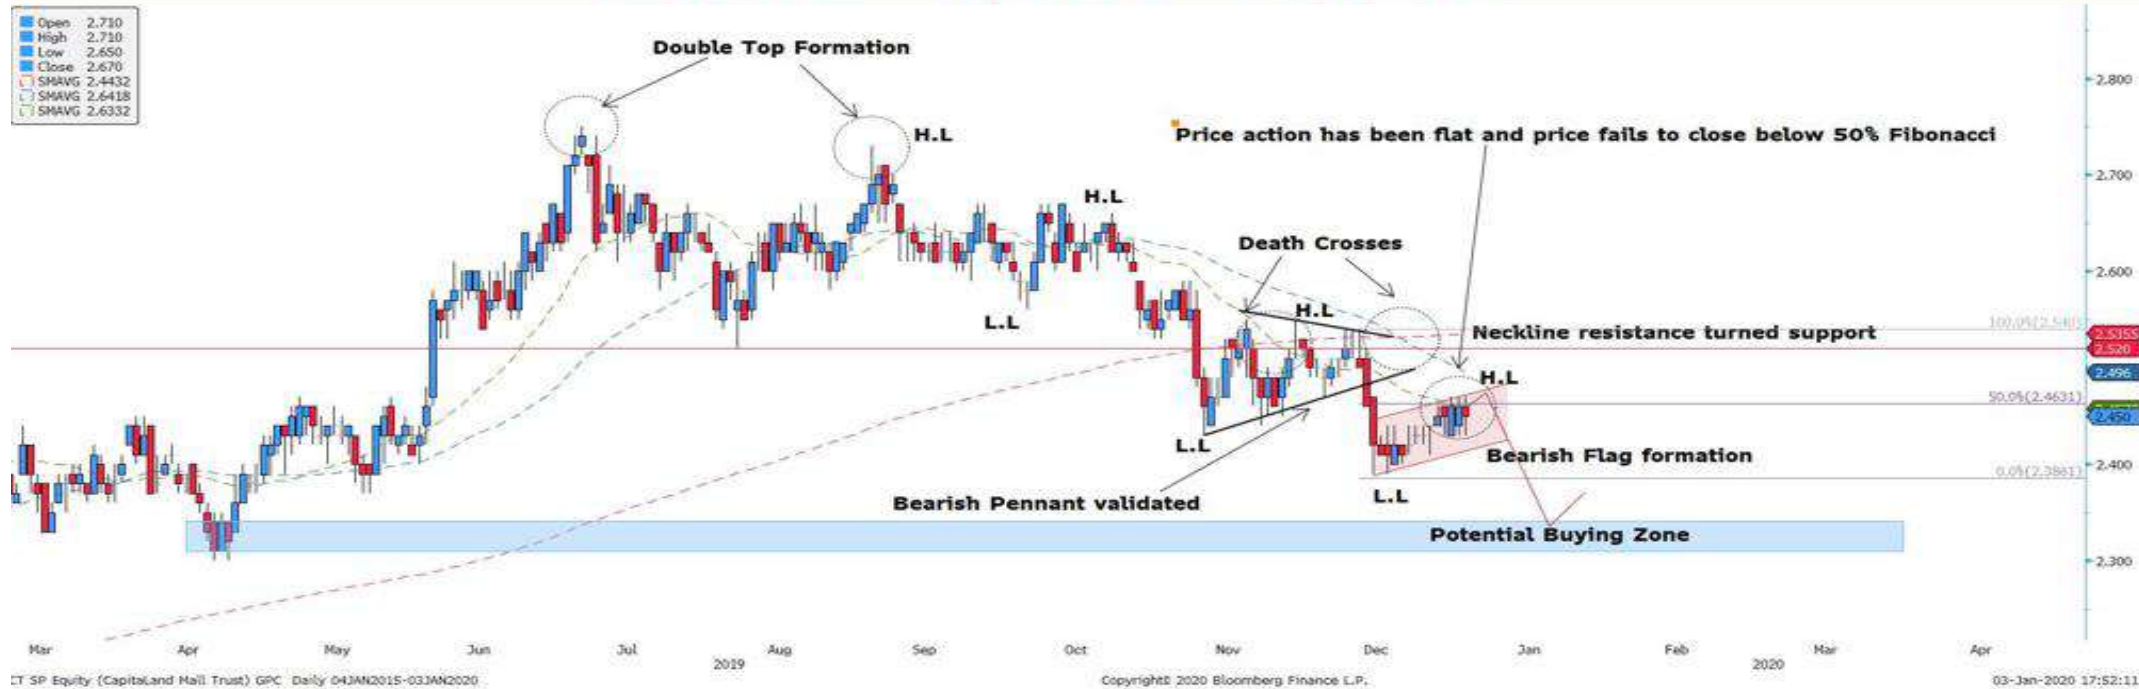 Open 2.710
High 2.710
Low 2.650
Close 2.670
SMAVG 2.4432
SMAVG 2.6418
SMAVG 2.6332
Double Top Formation
H.L
Price action has been flat and price fails to close below 50% Fibonacci
H.L
Death Crosses
H.L
L.L
Neckline resistance turned support
100.0%(2.540)
H.L
50.0%(2.4631)
L.L
Bearish Flag formation
0.0%(2.3861)
L.L
Bearish Pennant validated
Potential Buying Zone
2.800
2.700
2.600
2.5355
2.520
2.496
2.450
2.400
2.300
Mar Apr May Jun Jul Aug Sep Oct Nov Dec Jan Feb Mar Apr
2019 2020
CT SP Equity (CapitaLand Mall Trust) GPC Daily 04JAN2015-03JAN2020
Copyright© 2020 Bloomberg Finance L.P.
03-Jan-2020 17:52:11